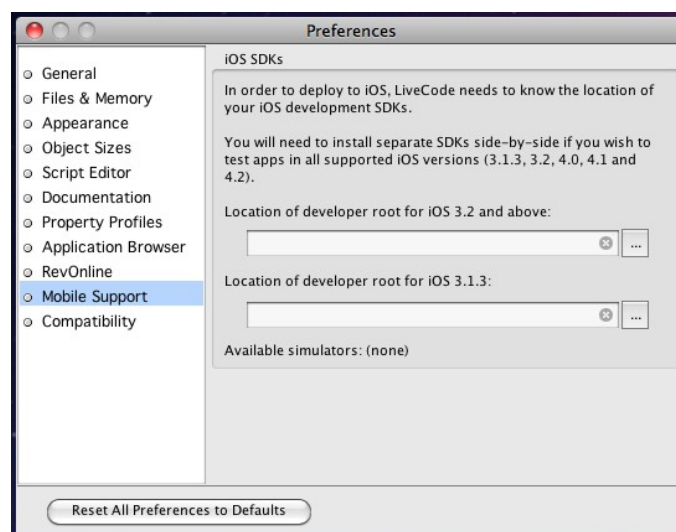 Preferences
General
Files & Memory
Appearance
Object Sizes
Script Editor
Documentation
Property Profiles
Application Browser
RevOnline
Mobile Support
Compatibility
iOS SDKs
In order to deploy to iOS, LiveCode needs to know the location of
your iOS development SDKs.
You will need to install separate SDKs side-by-side if you wish to
test apps in all supported iOS versions (3.1.3, 3.2, 4.0, 4.1 and
4.2).
Location of developer root for iOS 3.2 and above:
...
Location of developer root for iOS 3.1.3:
...
Available simulators: (none)
Reset All Preferences to Defaults